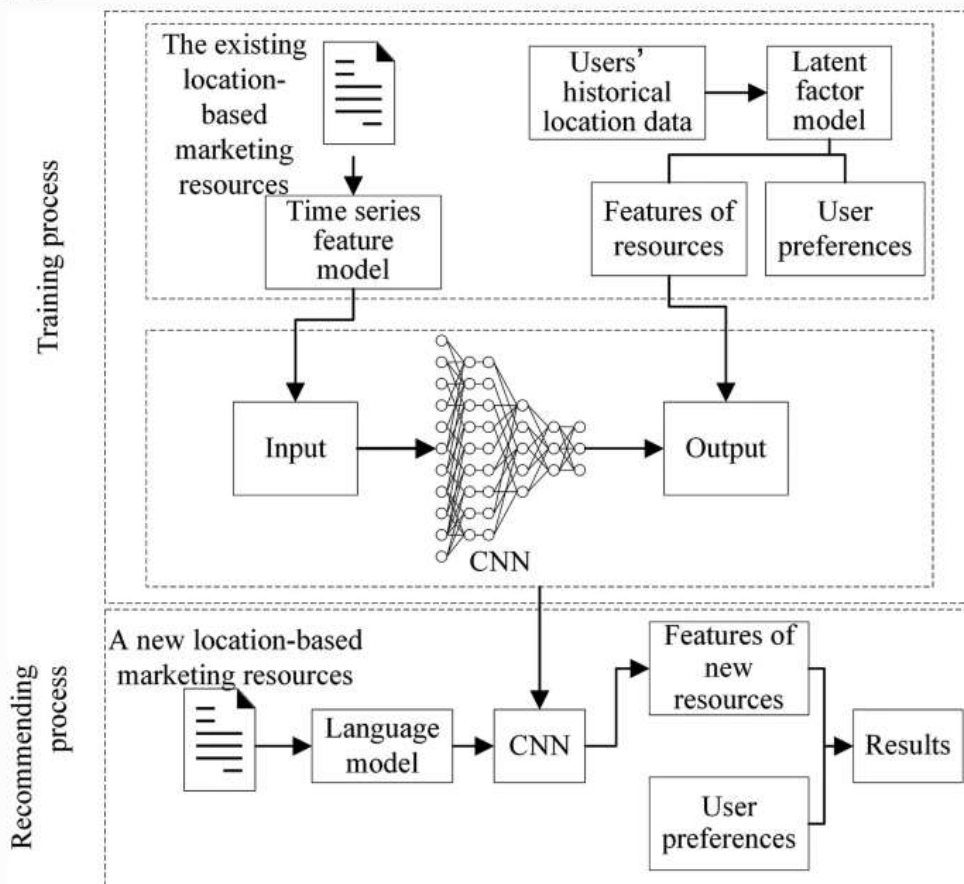 Training process
The existing
location-
based
marketing
resources
Time series
feature
model
Users'
historical
location data
Latent
factor
model
Features of
resources
User
preferences
Input
CNN
Output
Recommending
process
A new location-based
marketing resources
Language
model
CNN
Features of
new
resources
User
preferences
Results